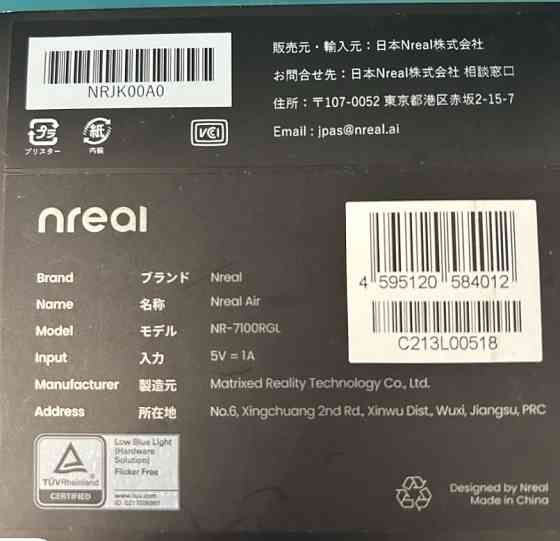 NRJK00A0
プラ
ブリスター
紙
内箱
VCI
販売元・輸入元：日本Nreal株式会社
お問合せ先：日本Nreal株式会社 相談窓口
住所：〒107-0052 東京都港区赤坂2-15-7
Email : jpas@nreal.ai
nreal
4 595120 584012
C213L00518
Brand ブランド Nreal
Name 名称 Nreal Air
Model モデル NR-7100RGL
Input 入力 5V = 1A
Manufacturer 製造元 Matrixed Reality Technology Co., Ltd.
Address 所在地 No.6, Xingchuang 2nd Rd., Xinwu Dist., Wuxi, Jiangsu, PRC
TÜVRheinland
CERTIFIED
Low Blue Light
(Hardware
Solution)
Flicker Free
www.tuv.com
Designed by Nreal
Made in China